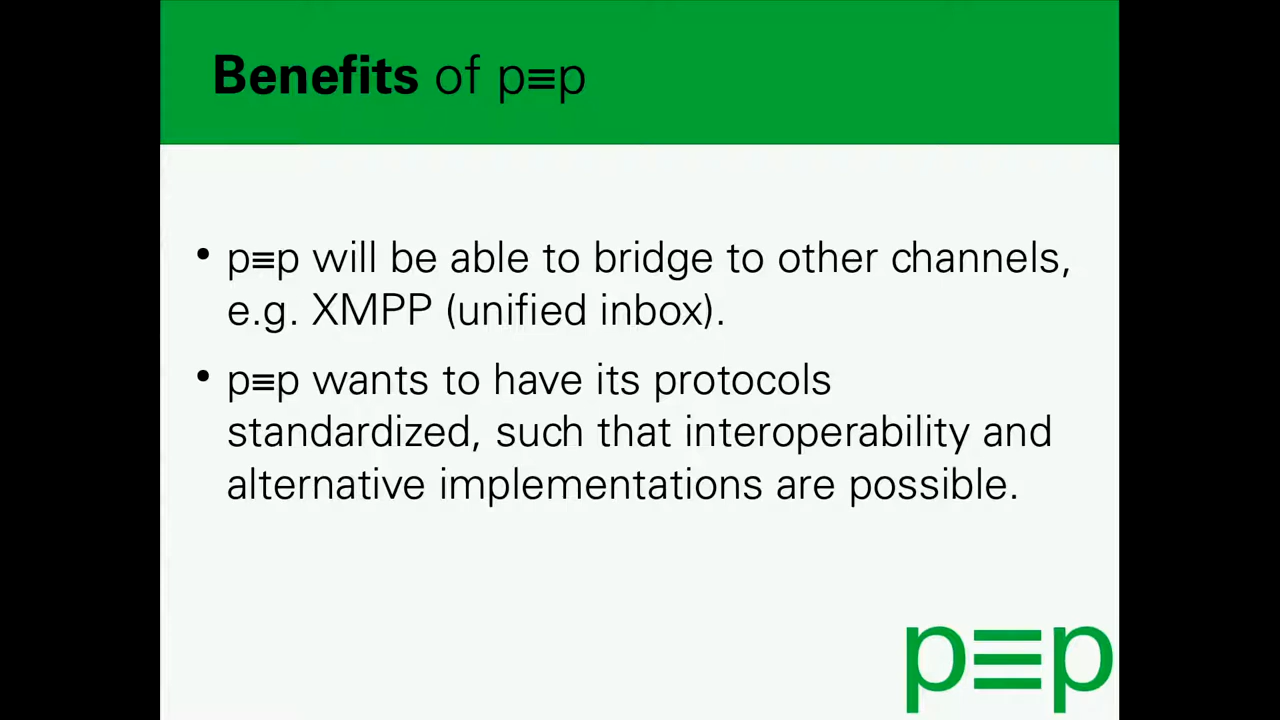 Benefits of p≡p
• p≡p will be able to bridge to other channels,
e.g. XMPP (unified inbox).
• p≡p wants to have its protocols
standardized, such that interoperability and
alternative implementations are possible.
p≡p